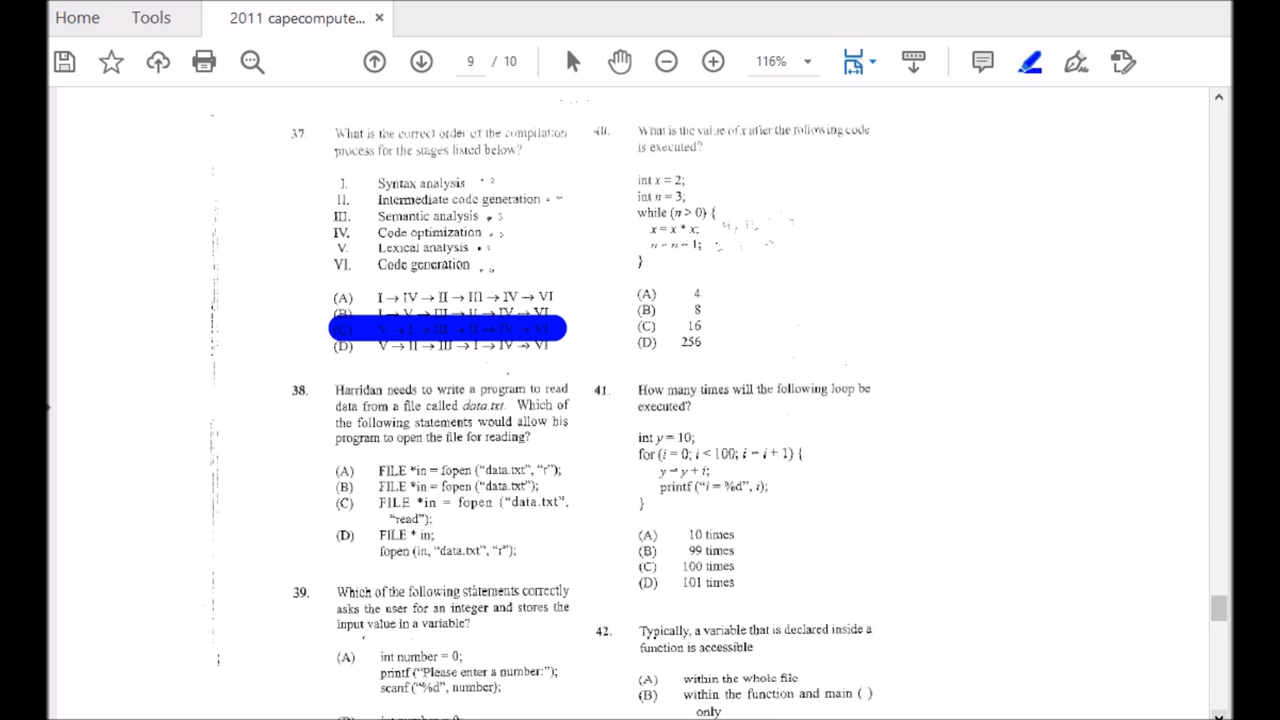 Home
Tools
2011 capecompute... ×
9 / 10
116%
37. What is the correct order of the compilation
process for the stages listed below?
I. Syntax analysis
II. Intermediate code generation
III. Semantic analysis
IV. Code optimization
V. Lexical analysis
VI. Code generation
(A) I → IV → II → III → IV → VI
(B) I → V → III → II → IV → VI
(C) V → I → III → II → IV → VI
(D) V → II → III → I → IV → VI
38. Harridan needs to write a program to read
data from a file called data.txt. Which of
the following statements would allow his
program to open the file for reading?
(A) FILE *in = fopen ("data.txt", "r");
(B) FILE *in = fopen ("data.txt");
(C) FILE *in = fopen ("data.txt",
"read");
(D) FILE * in;
fopen (in, "data.txt", "r");
39. Which of the following statements correctly
asks the user for an integer and stores the
input value in a variable?
(A) int number = 0;
printf ("Please enter a number:");
scanf ("%d", number);
40. What is the value of x after the following code
is executed?
int x = 2;
int n = 3;
while (n > 0) {
x = x * x;
n = n - 1;
}
(A) 4
(B) 8
(C) 16
(D) 256
41. How many times will the following loop be
executed?
int y = 10;
for (i = 0; i < 100; i = i + 1) {
y = y + i;
printf ("i = %d", i);
}
(A) 10 times
(B) 99 times
(C) 100 times
(D) 101 times
42. Typically, a variable that is declared inside a
function is accessible
(A) within the whole file
(B) within the function and main ( )
only